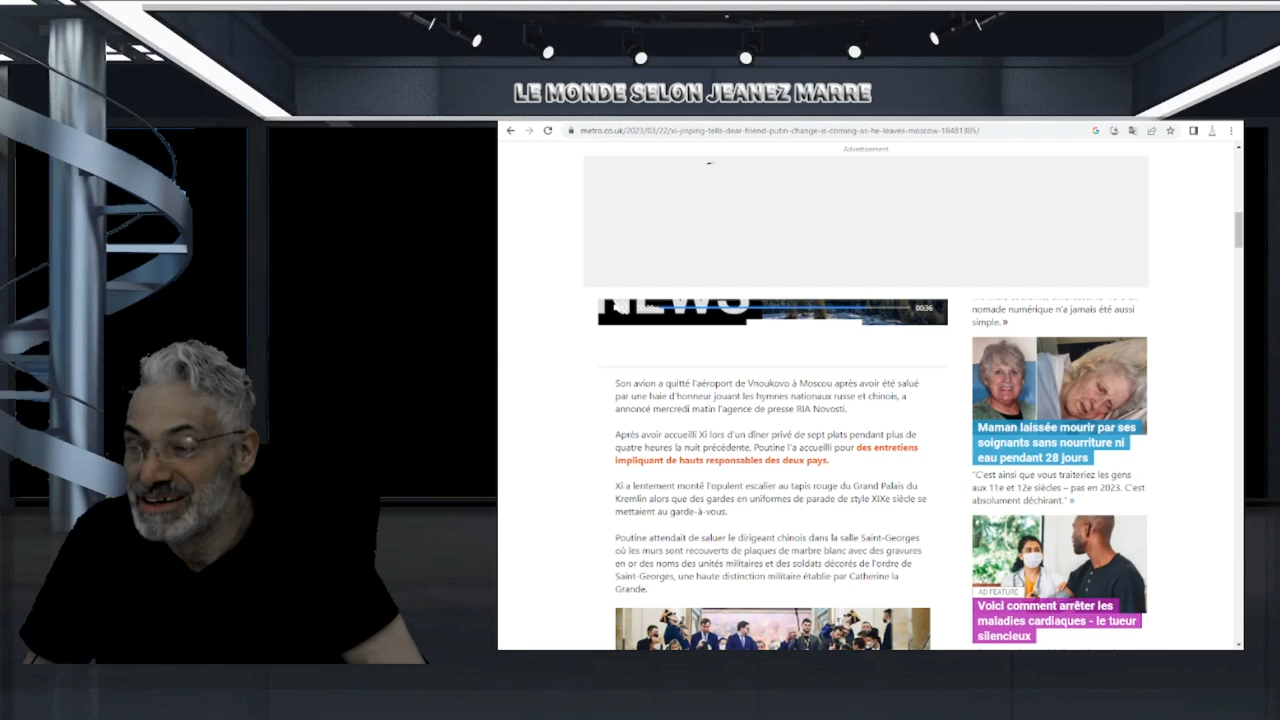 LE MONDE SELON JEANEZ MARRE
metro.co.uk/2023/03/22/xi-jinping-tells-dear-friend-putin-change-is-coming-as-he-leaves-moscow-18481305/
Advertisement
NEWS
00:36
Son avion a quitté l'aéroport de Vnoukovo à Moscou après avoir été salué
par une haie d'honneur jouant les hymnes nationaux russe et chinois, a
annoncé mercredi matin l'agence de presse RIA Novosti.
Après avoir accueilli Xi lors d'un dîner privé de sept plats pendant plus de
quatre heures la nuit précédente, Poutine l'a accueilli pour des entretiens
impliquant de hauts responsables des deux pays.
Xi a lentement monté l'opulent escalier au tapis rouge du Grand Palais du
Kremlin alors que des gardes en uniformes de parade de style XIXe siècle se
mettaient au garde-à-vous.
Poutine attendait de saluer le dirigeant chinois dans la salle Saint-Georges
où les murs sont recouverts de plaques de marbre blanc avec des gravures
en or des noms des unités militaires et des soldats décorés de l'ordre de
Saint-Georges, une haute distinction militaire établie par Catherine la
Grande.
nomade numérique n'a jamais été aussi
simple. »
Maman laissée mourir par ses
soignants sans nourriture ni
eau pendant 28 jours
"C'est ainsi que vous traiteriez les gens
aux 11e et 12e siècles – pas en 2023. C'est
absolument déchirant." »
AD FEATURE
Voici comment arrêter les
maladies cardiaques - le tueur
silencieux